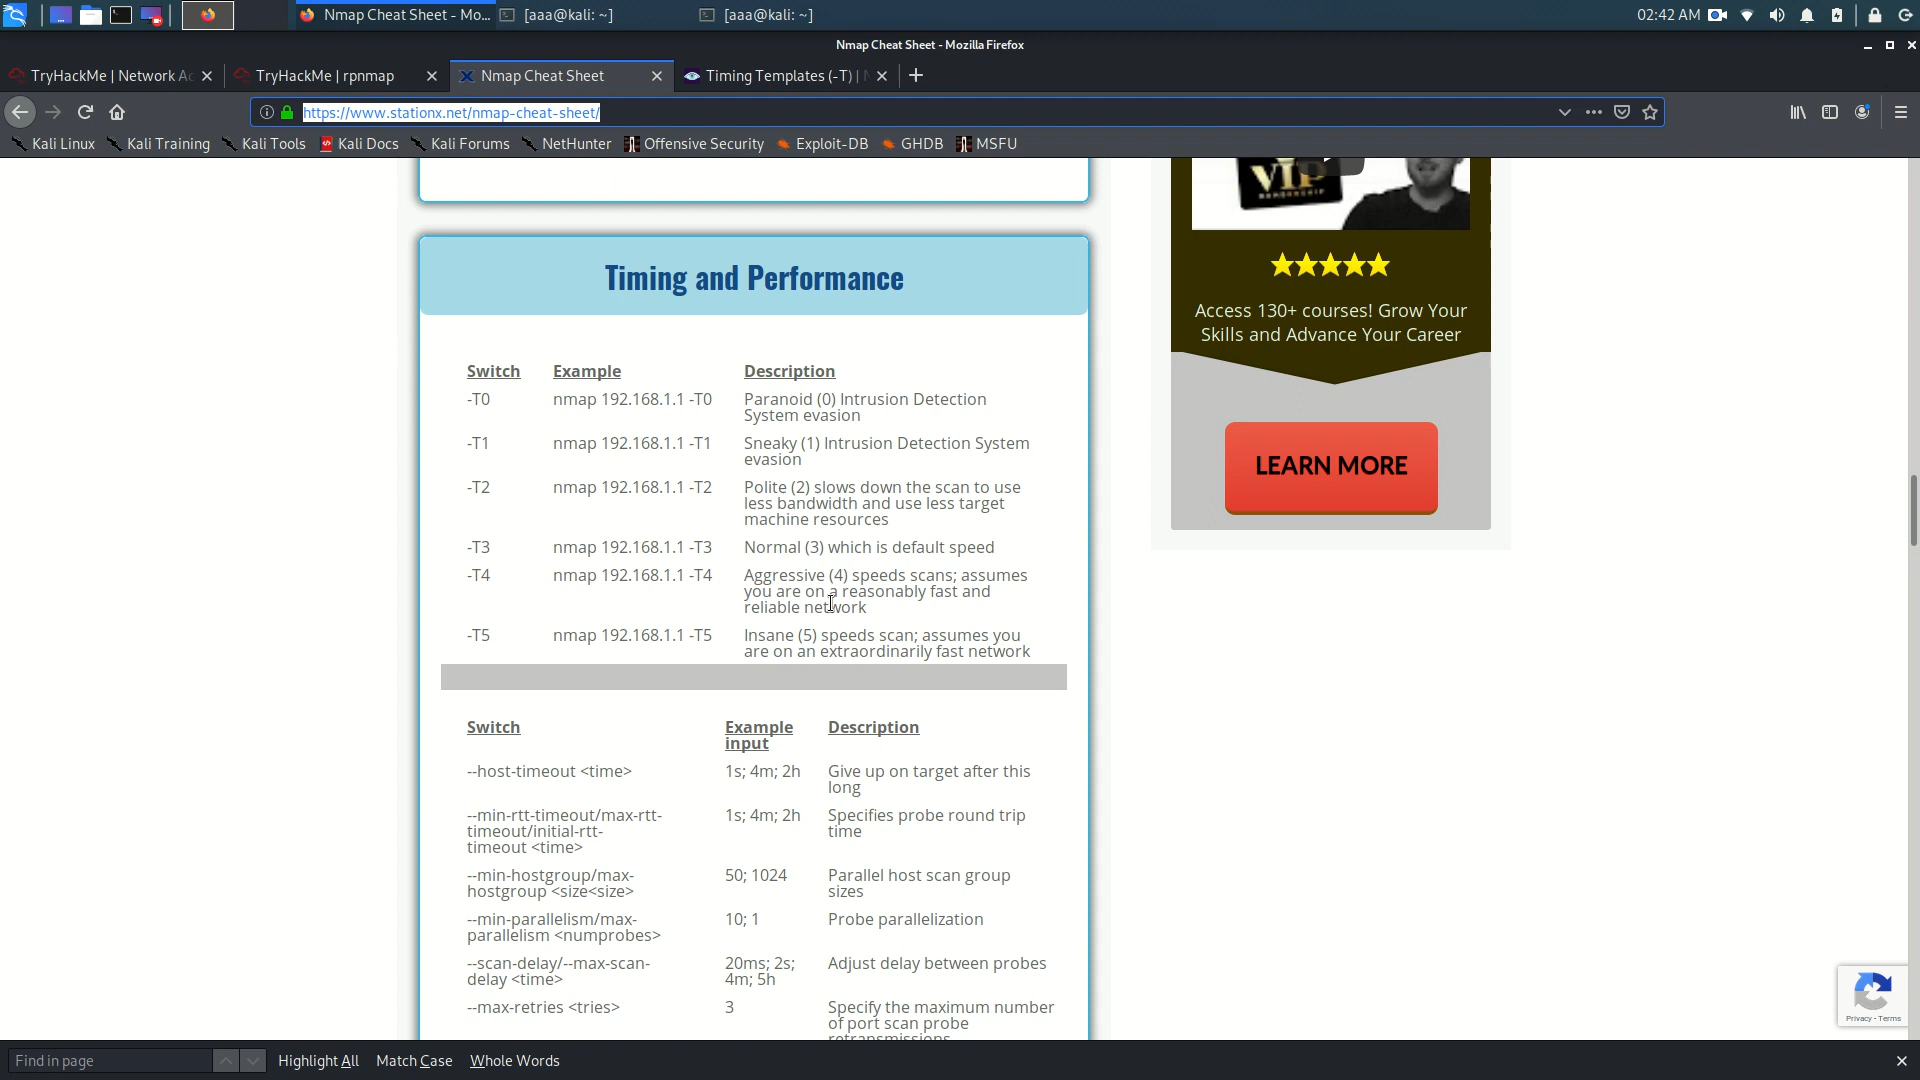 Nmap Cheat Sheet - Mo...
[aaa@kali: ~]
[aaa@kali: ~]
02:42 AM
Nmap Cheat Sheet - Mozilla Firefox
TryHackMe | Network Ac
TryHackMe | rpnmap
Nmap Cheat Sheet
Timing Templates (-T) |
https://www.stationx.net/nmap-cheat-sheet/
Kali Linux
Kali Training
Kali Tools
Kali Docs
Kali Forums
NetHunter
Offensive Security
Exploit-DB
GHDB
MSFU
Timing and Performance
Switch Example Description
-T0 nmap 192.168.1.1 -T0 Paranoid (0) Intrusion Detection
System evasion
-T1 nmap 192.168.1.1 -T1 Sneaky (1) Intrusion Detection System
evasion
-T2 nmap 192.168.1.1 -T2 Polite (2) slows down the scan to use
less bandwidth and use less target
machine resources
-T3 nmap 192.168.1.1 -T3 Normal (3) which is default speed
-T4 nmap 192.168.1.1 -T4 Aggressive (4) speeds scans; assumes
you are on a reasonably fast and
reliable network
-T5 nmap 192.168.1.1 -T5 Insane (5) speeds scan; assumes you
are on an extraordinarily fast network
Switch Example Description
input
--host-timeout <time> 1s; 4m; 2h Give up on target after this
long
--min-rtt-timeout/max-rtt- 1s; 4m; 2h Specifies probe round trip
timeout/initial-rtt- time
timeout <time>
--min-hostgroup/max- 50; 1024 Parallel host scan group
hostgroup <size<size> sizes
--min-parallelism/max- 10; 1 Probe parallelization
parallelism <numprobes>
--scan-delay/--max-scan- 20ms; 2s; Adjust delay between probes
delay <time> 4m; 5h
--max-retries <tries> 3 Specify the maximum number
of port scan probe
retransmissions
VIP
Access 130+ courses! Grow Your
Skills and Advance Your Career
LEARN MORE
Privacy - Terms
Find in page
Highlight All
Match Case
Whole Words